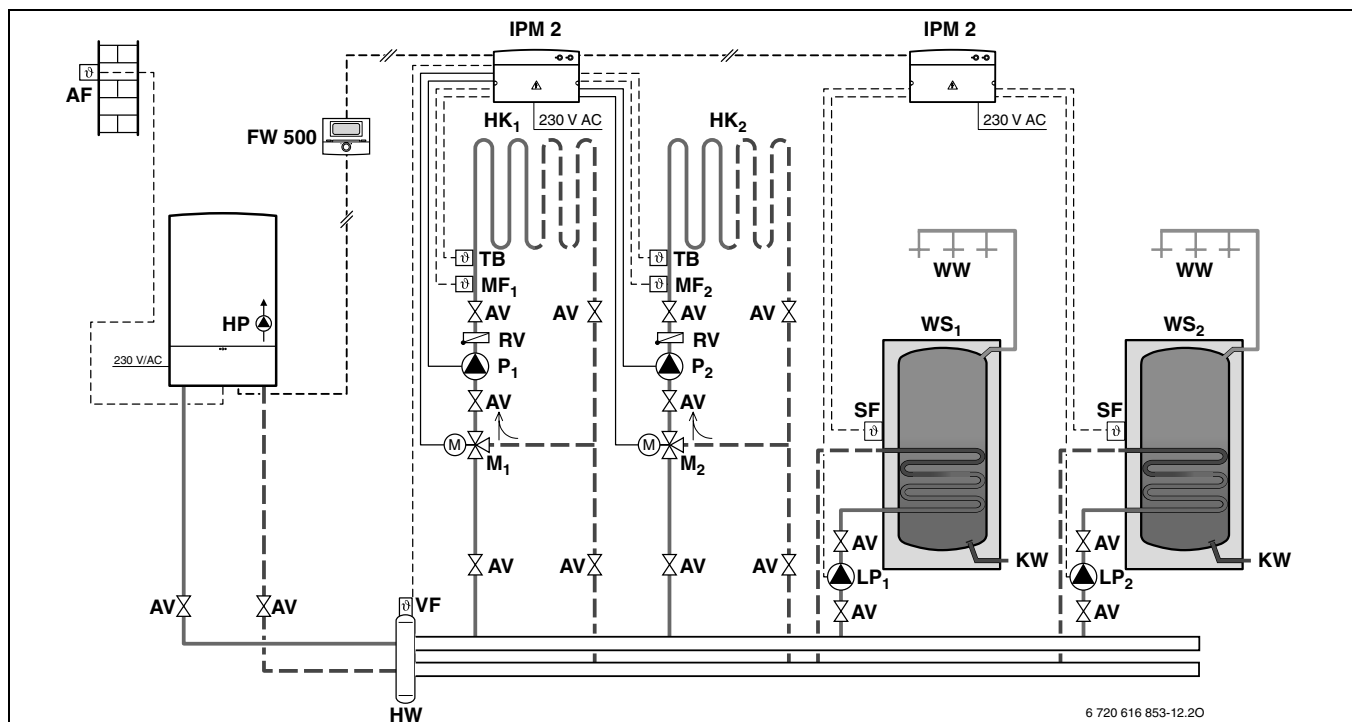 IPM 2
IPM 2
AF
FW 500
230 V AC
230 V AC
HK₁
HK₂
TB
TB
MF₁
MF₂
WW
WW
AV
AV
AV
AV
HP
RV
RV
WS₁
WS₂
230 V/AC
P₁
P₂
AV
AV
SF
SF
M
M₁
M
M₂
AV
AV
AV
AV
AV
AV
KW
KW
LP₁
LP₂
AV
AV
VF
AV
AV
HW
6 720 616 853-12.2O
ϑ
ϑ
ϑ
ϑ
ϑ
ϑ
ϑ
ϑ